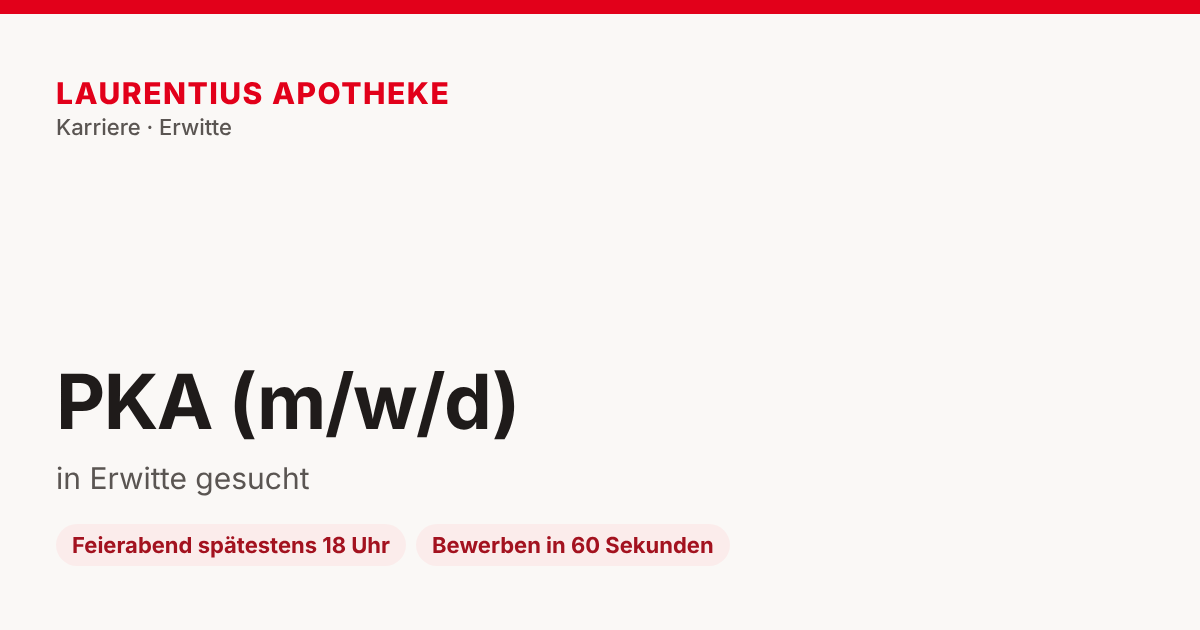 LAURENTIUS APOTHEKE
Karriere · Erwitte
PKA (m/w/d)
in Erwitte gesucht
Feierabend spätestens 18 Uhr
Bewerben in 60 Sekunden